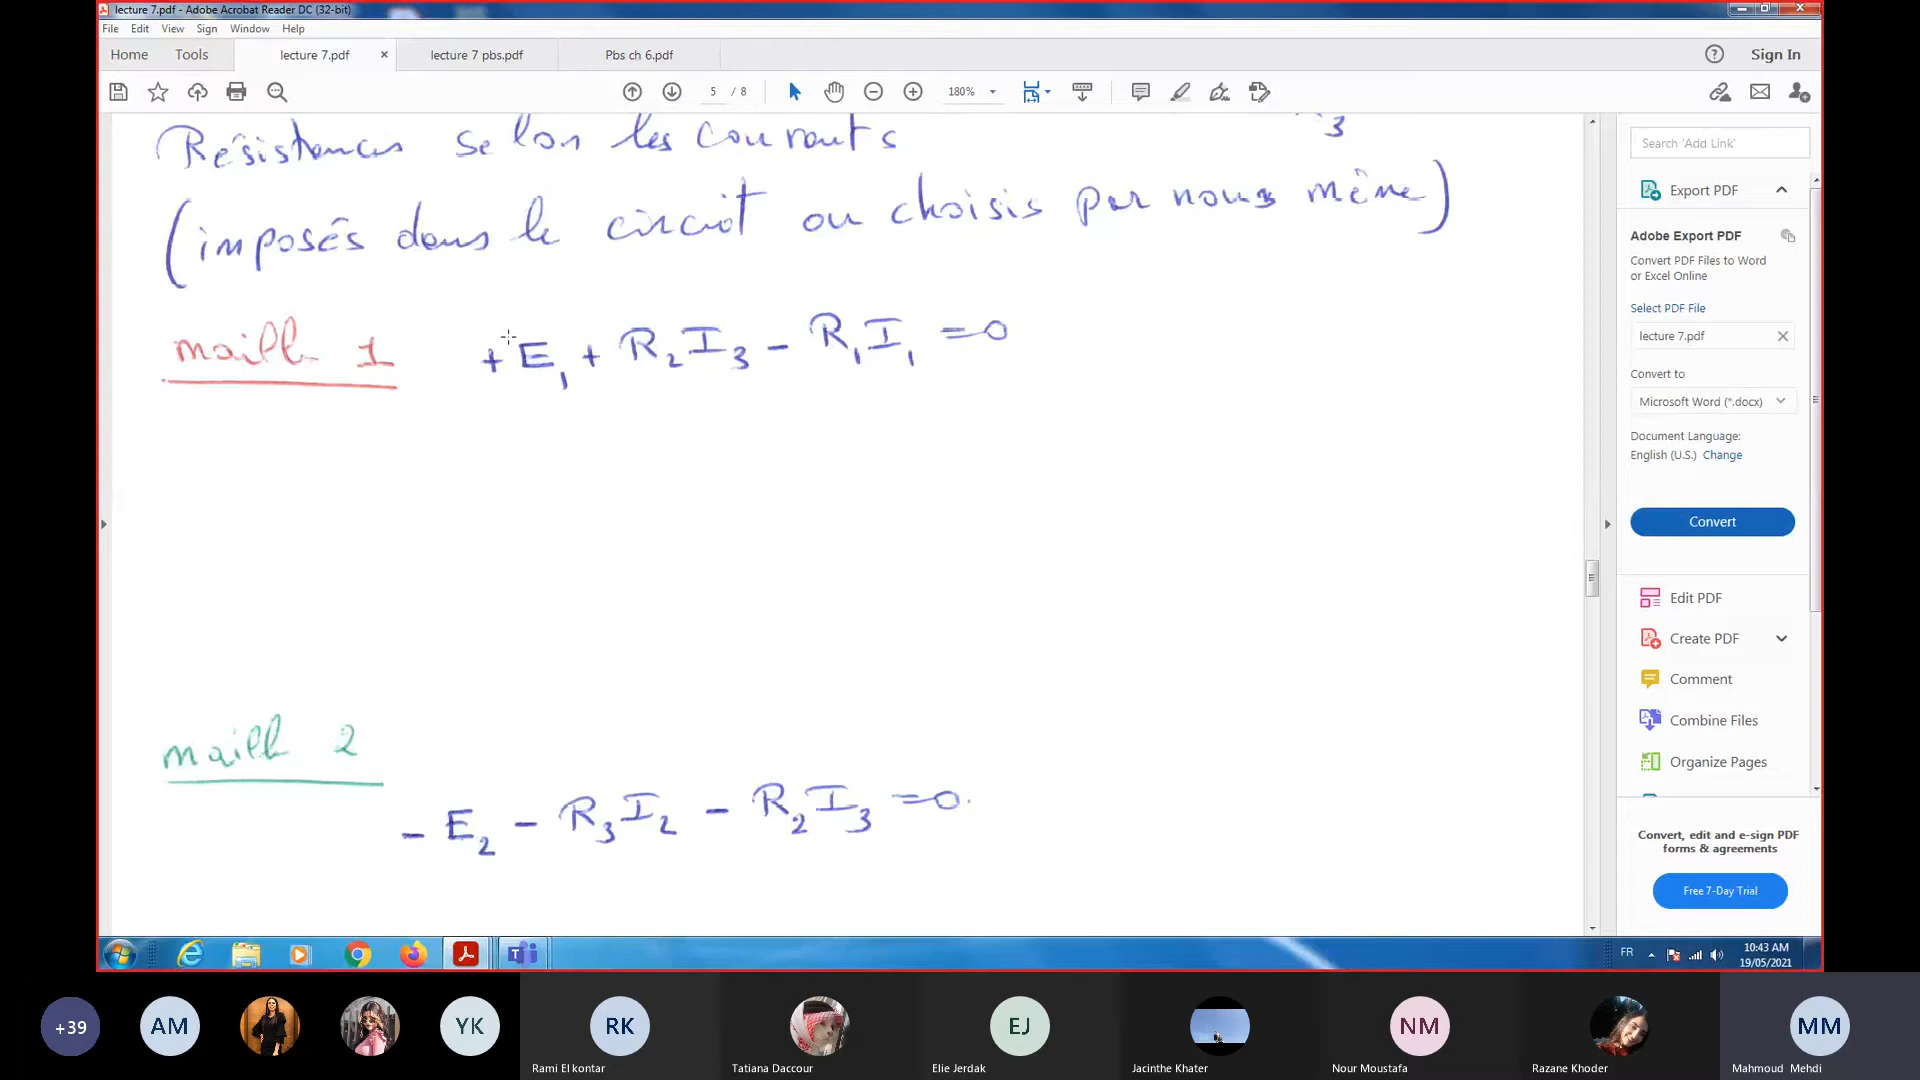 lecture 7.pdf - Adobe Acrobat Reader DC (32-bit)
File Edit View Sign Window Help
Home Tools lecture 7.pdf × lecture 7 pbs.pdf Pbs ch 6.pdf Sign In
5 / 8 180%
3
Résistances selon les courants
(imposés dans le circuit ou choisis par nous même)
maille 1 + E₁ + R₂I₃ - R₁I₁ = 0
maille 2
- E₂ - R₃I₂ - R₂I₃ = 0
Search 'Add Link'
Export PDF
Adobe Export PDF
Convert PDF Files to Word
or Excel Online
Select PDF File
lecture 7.pdf
Convert to
Microsoft Word (*.docx)
Document Language:
English (U.S.) Change
Convert
Edit PDF
Create PDF
Comment
Combine Files
Organize Pages
Convert, edit and e-sign PDF
forms & agreements
Free 7-Day Trial
FR 10:43 AM
19/05/2021
+39 AM YK RK EJ NM MM
Rami El kontar Tatiana Daccour Elie Jerdak Jacinthe Khater Nour Moustafa Razane Khoder Mahmoud Mehdi